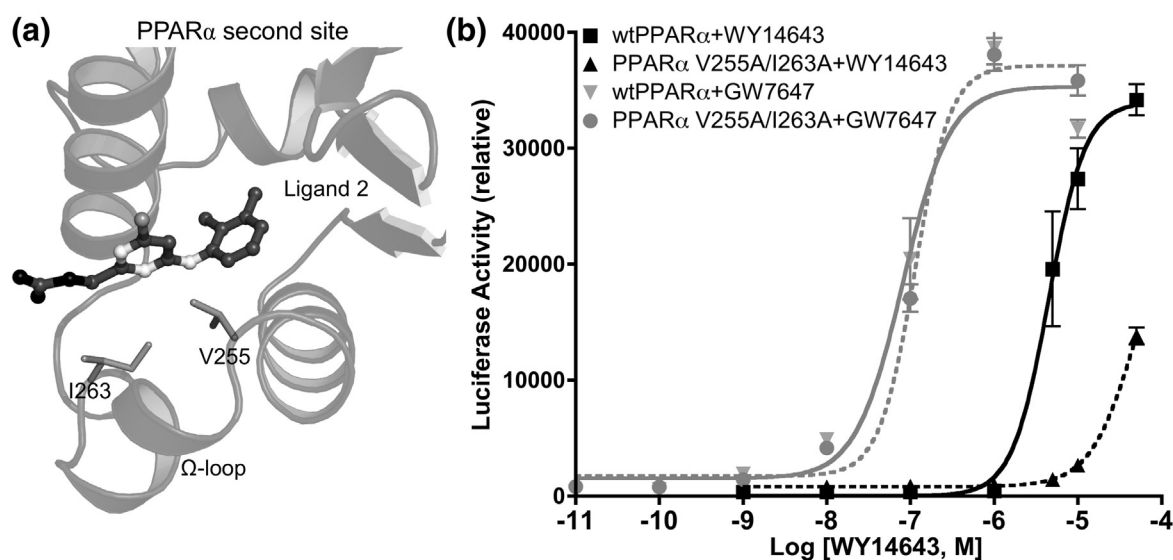 (a)
PPARα second site
Ligand 2
V255
I263
Ω-loop
(b)
wtPPARα+WY14643
PPARα V255A/I263A+WY14643
wtPPARα+GW7647
PPARα V255A/I263A+GW7647
Luciferase Activity (relative)
40000
30000
20000
10000
0
-11 -10 -9 -8 -7 -6 -5 -4
Log [WY14643, M]